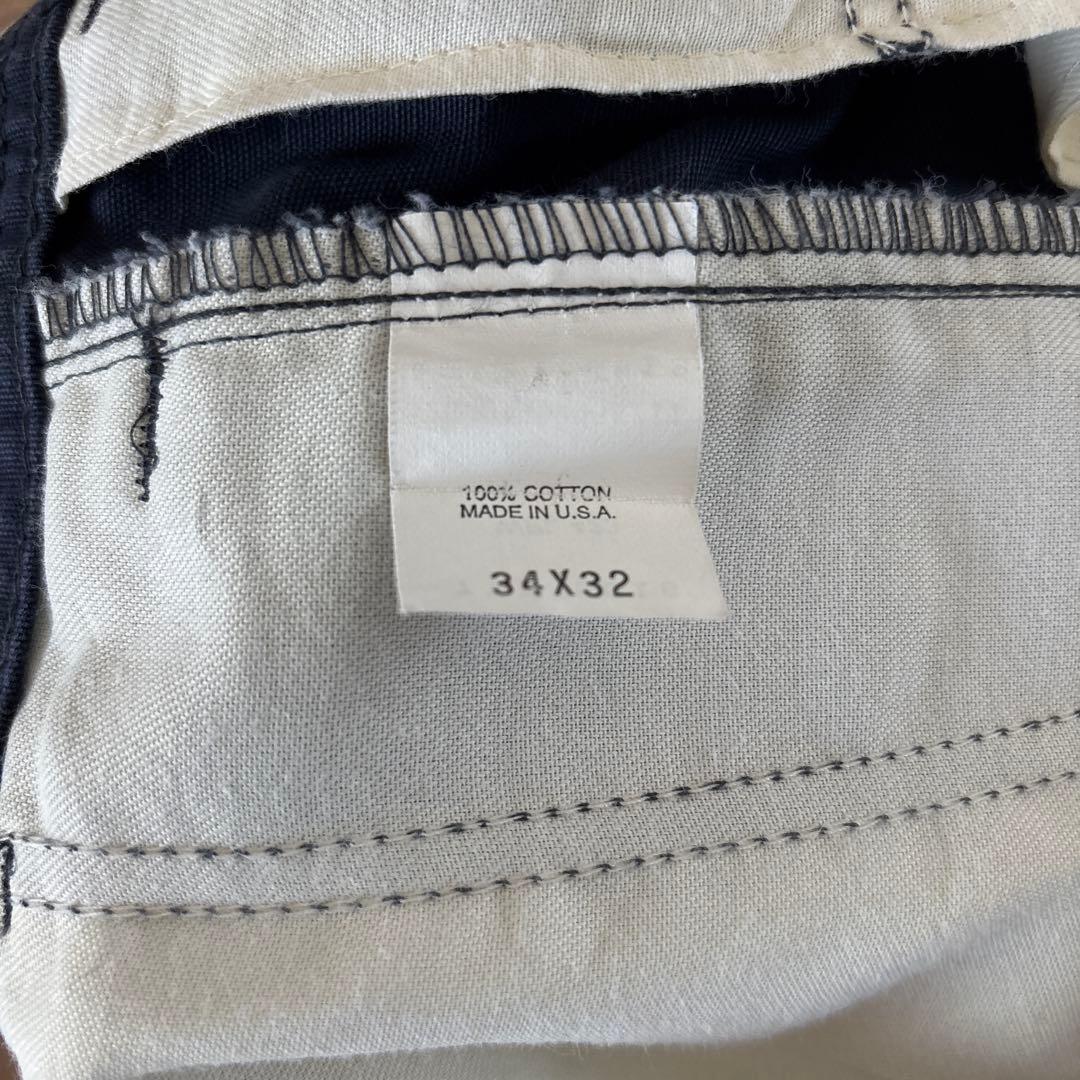 100% COTTON
MADE IN U.S.A.
34X32